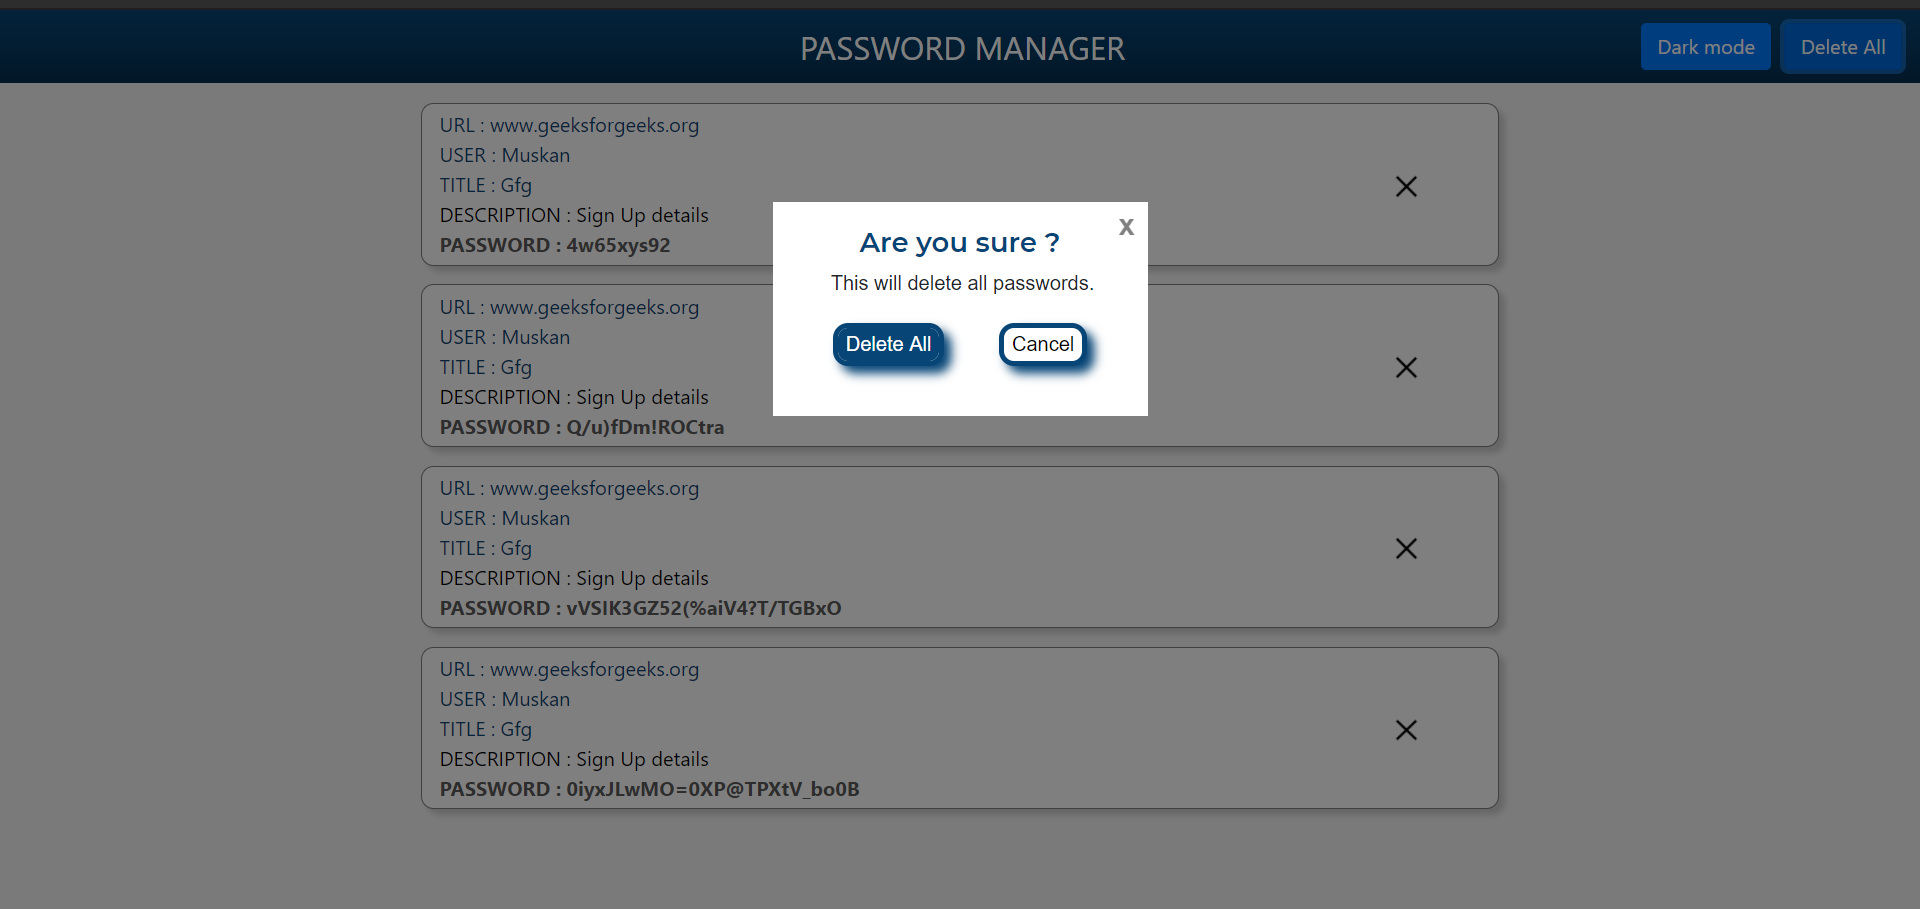 PASSWORD MANAGER
Dark mode
Delete All
URL : www.geeksforgeeks.org
USER : Muskan
TITLE : Gfg
DESCRIPTION : Sign Up details
PASSWORD : 4w65xys92
X
Are you sure ?
This will delete all passwords.
Delete All
Cancel
URL : www.geeksforgeeks.org
USER : Muskan
TITLE : Gfg
DESCRIPTION : Sign Up details
PASSWORD : Q/u)fDm!ROCtra
URL : www.geeksforgeeks.org
USER : Muskan
TITLE : Gfg
DESCRIPTION : Sign Up details
PASSWORD : vVSIK3GZ52(%aiV4?T/TGBxO
URL : www.geeksforgeeks.org
USER : Muskan
TITLE : Gfg
DESCRIPTION : Sign Up details
PASSWORD : 0iyxJLwMO=0XP@TPXtV_bo0B